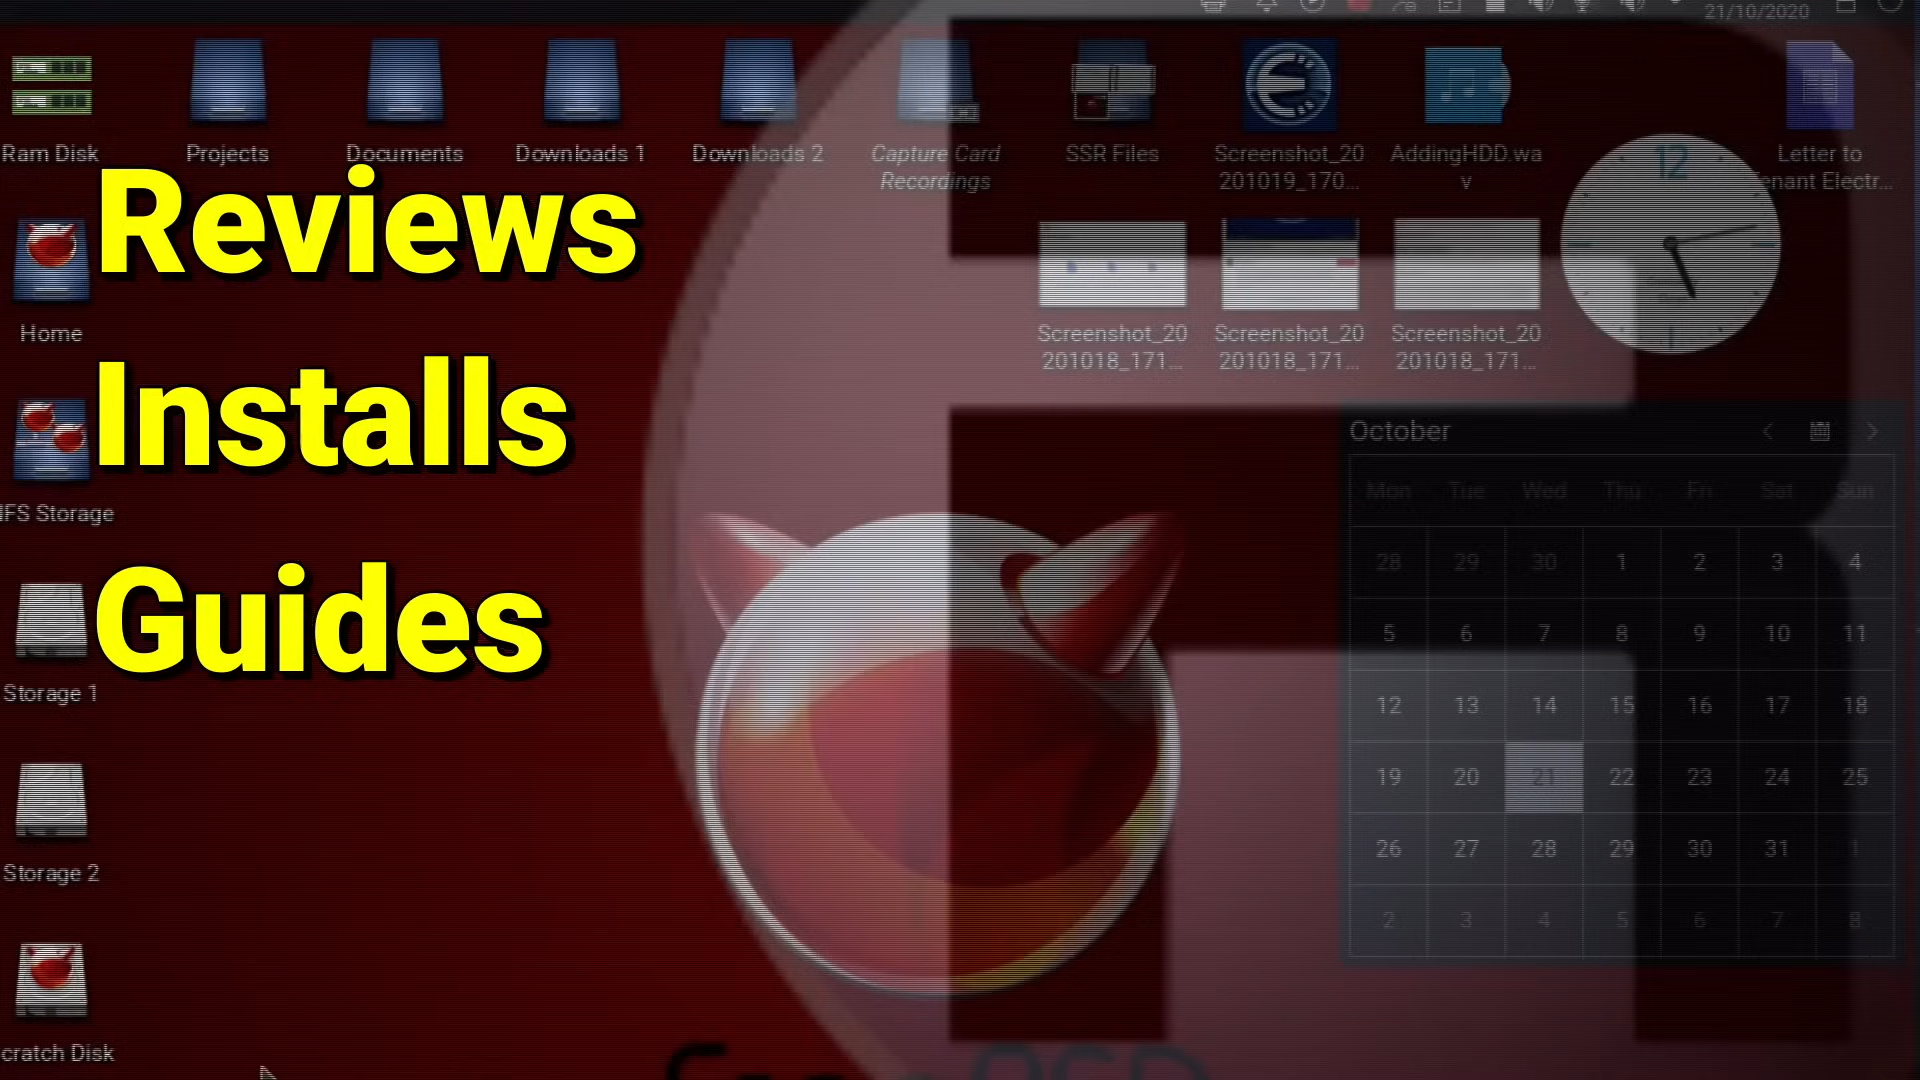 21/10/2020
Ram Disk
Projects
Documents
Downloads 1
Downloads 2
Capture Card
Recordings
SSR Files
Screenshot_20
201019_170...
AddingHDD.wa
v
Letter to
enant Electr...
12
Reviews
Home
Screenshot_20
201018_171...
Screenshot_20
201018_171...
Screenshot_20
201018_171...
Installs
FS Storage
Guides
Storage 1
Storage 2
cratch Disk
October
Mon Tue Wed Thu Fri Sat Sun
28 29 30 1 2 3 4
5 6 7 8 9 10 11
12 13 14 15 16 17 18
19 20 21 22 23 24 25
26 27 28 29 30 31 1
2 3 4 5 6 7 8